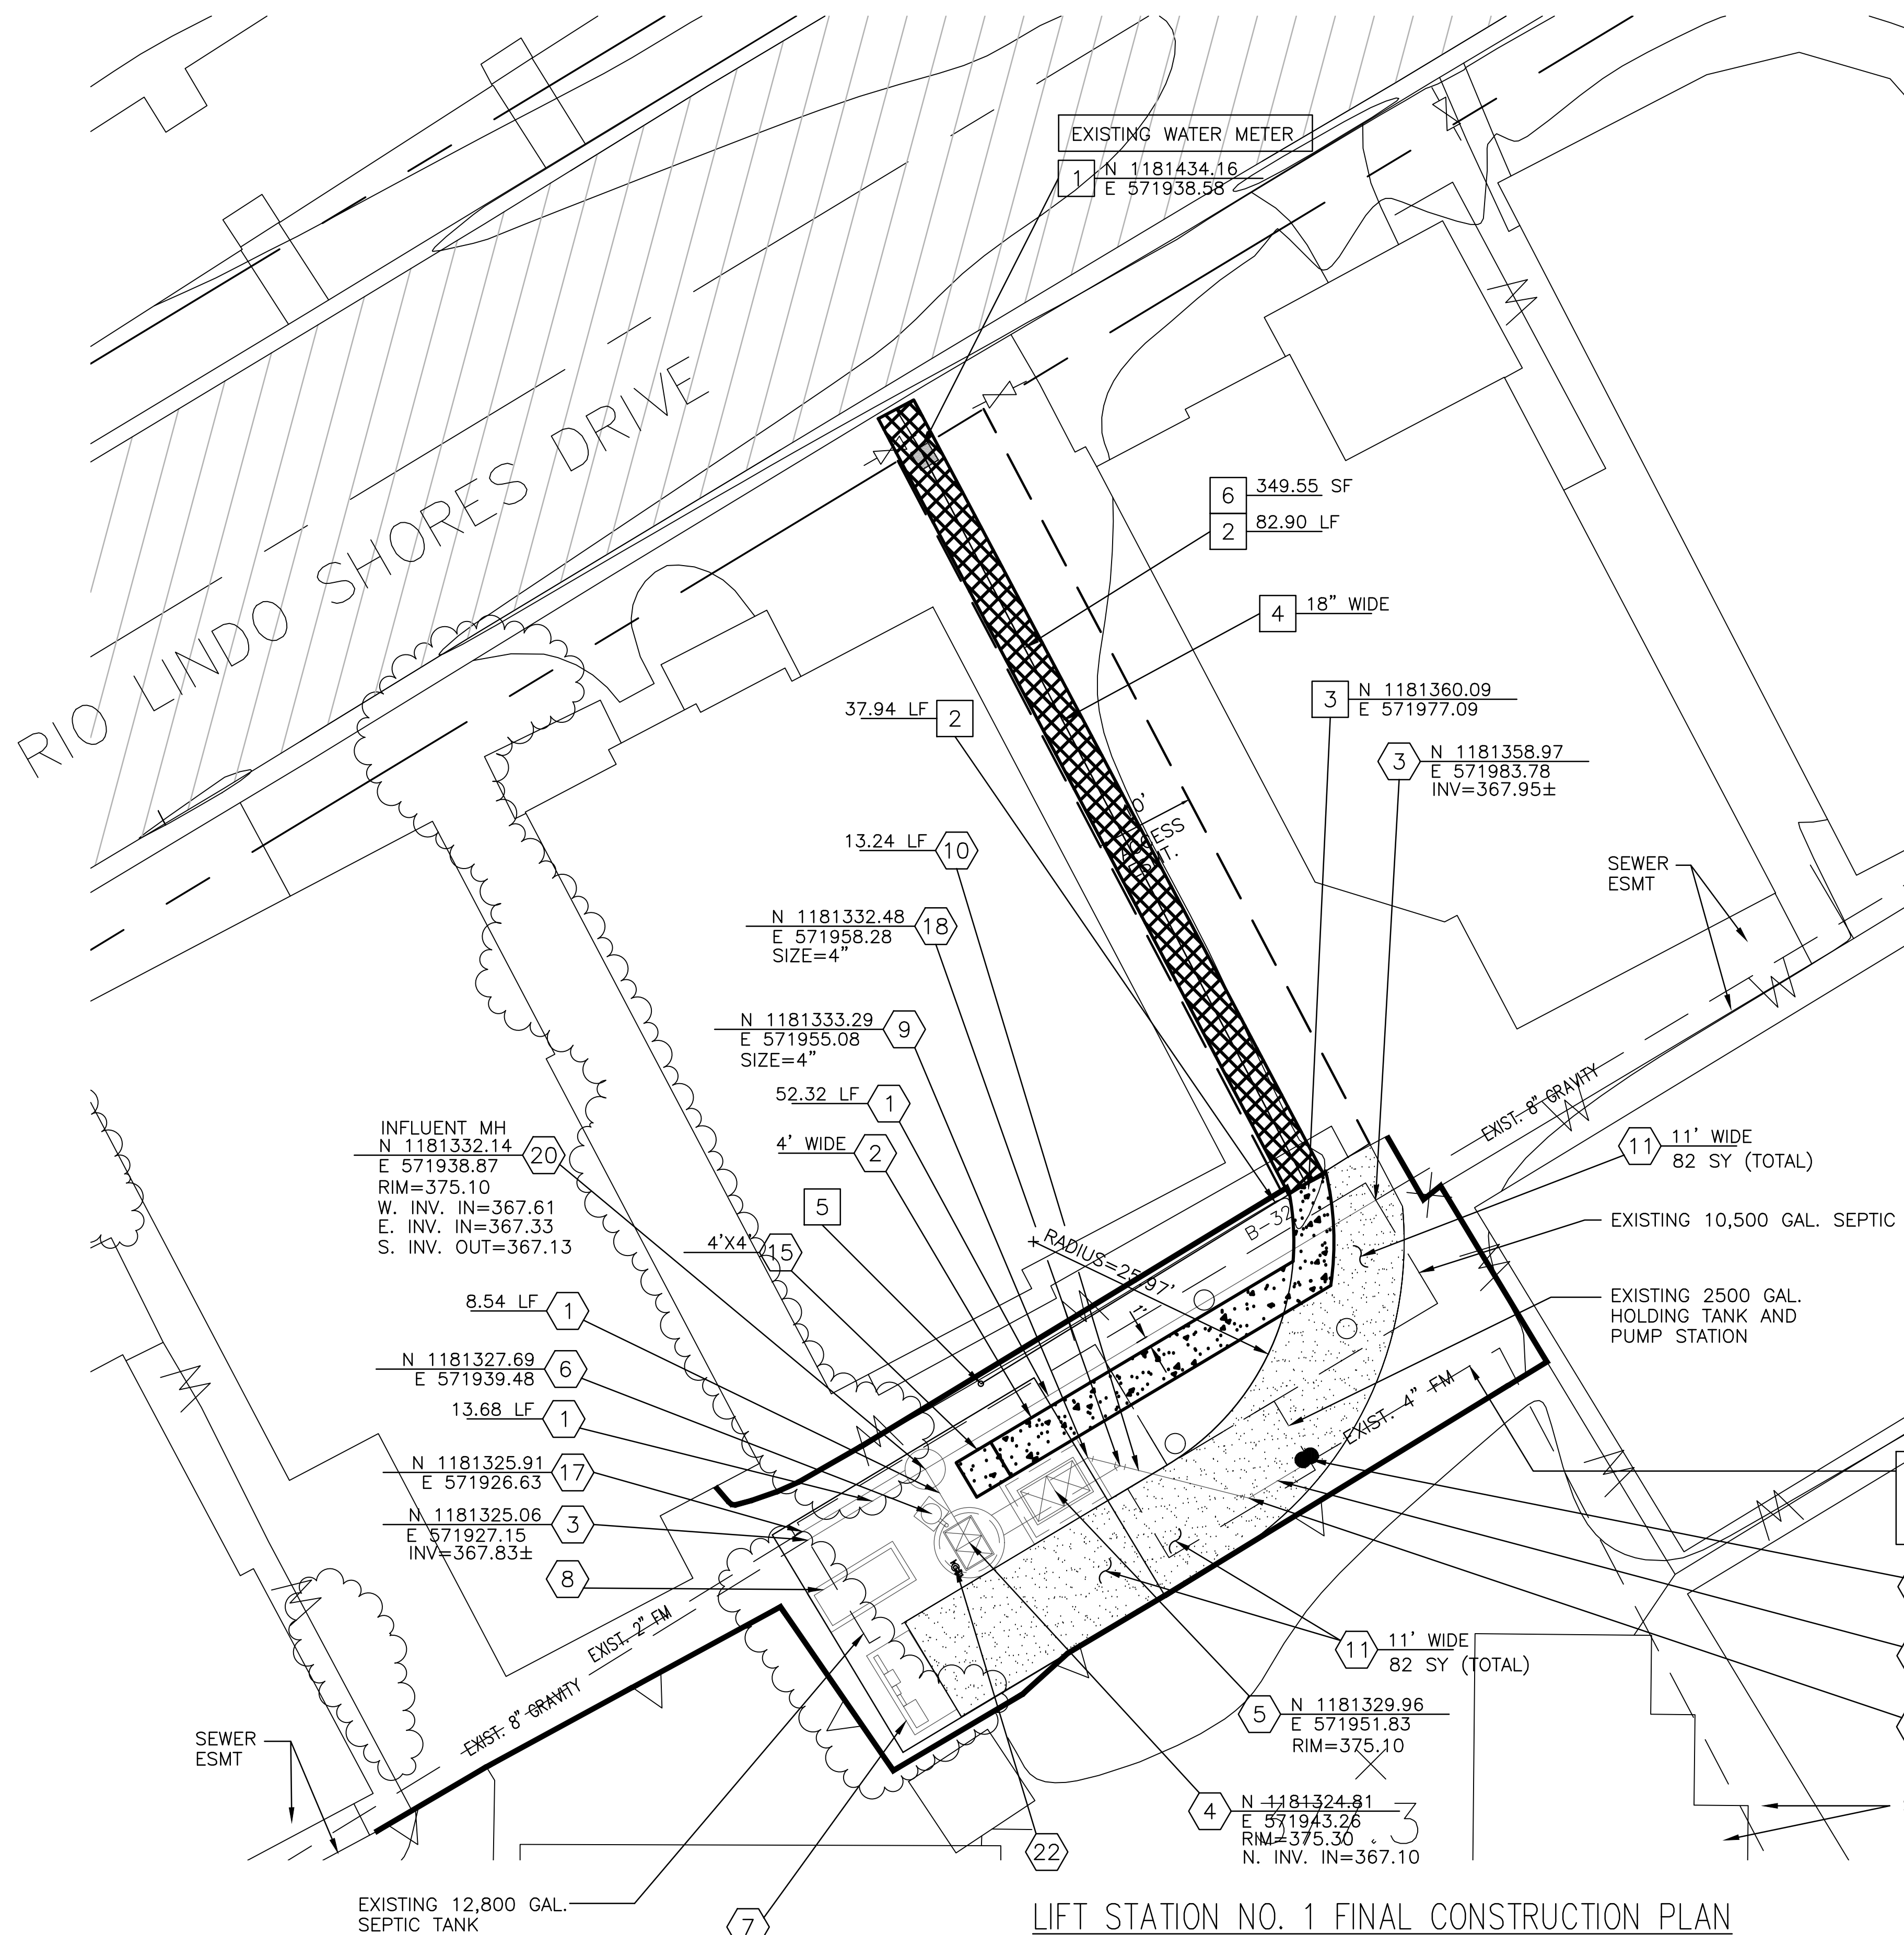 EXISTING WATER METER
1
N 1181434.16
E 571938.58
RIO LINDO SHORES DRIVE
6
349.55 SF
2
82.90 LF
4
18" WIDE
3
N 1181360.09
E 571977.09
37.94 LF
2
3
N 1181358.97
E 571983.78
INV=367.95±
13.24 LF
10
SEWER
ESMT
N 1181332.48
E 571958.28
SIZE=4"
18
N 1181333.29
E 571955.08
SIZE=4"
9
52.32 LF
1
4' WIDE
2
EXIST. 8" GRAVITY
INFLUENT MH
N 1181332.14
E 571938.87
RIM=375.10
W. INV. IN=367.61
E. INV. IN=367.33
S. INV. OUT=367.13
20
11
11' WIDE
82 SY (TOTAL)
5
4'X4'
15
B-32
RADIUS=25.97'
EXISTING 10,500 GAL. SEPTIC
EXISTING 2500 GAL.
HOLDING TANK AND
PUMP STATION
8.54 LF
1
N 1181327.69
E 571939.48
6
13.68 LF
1
EXIST. 4" FM
N 1181325.91
E 571926.63
17
N 1181325.06
E 571927.15
INV=367.83±
3
8
EXIST. 2" FM
EXIST. 8" GRAVITY
11
11' WIDE
82 SY (TOTAL)
5
N 1181329.96
E 571951.83
RIM=375.10
SEWER
ESMT
4
N 1181324.81
E 571943.26
RIM=375.30
N. INV. IN=367.10
22
EXISTING 12,800 GAL.
SEPTIC TANK
7
LIFT STATION NO. 1 FINAL CONSTRUCTION PLAN